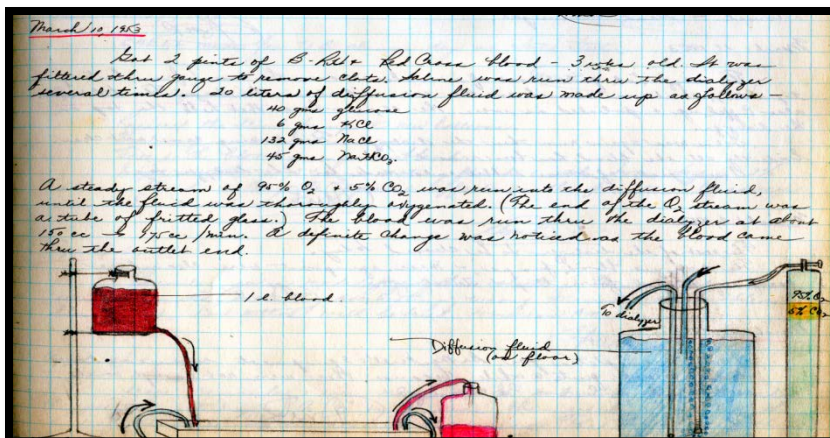 March 10, 1953
Got 2 pints of B-Rh+ Red Cross blood - 3 wks old. It was
filtered thru gauze to remove clots. Saline was run thru the dialyzer
several times. 20 liters of diffusion fluid was made up as follows -
40 gms glucose
6 gms KCl
132 gms NaCl
45 gms NaHCO3.
A steady stream of 95% O2 + 5% CO2 was run into the diffusion fluid,
until the fluid was thoroughly oxygenated. (The end of the O2 stream was
a tube of fritted glass.) The blood was run thru the dialyzer at about
150 cc - 175cc/min. A definite change was noticed as the blood came
thru the outlet end.
1 l. blood
To dialyzer
95% O2
5% CO2
Diffusion fluid
(on floor)